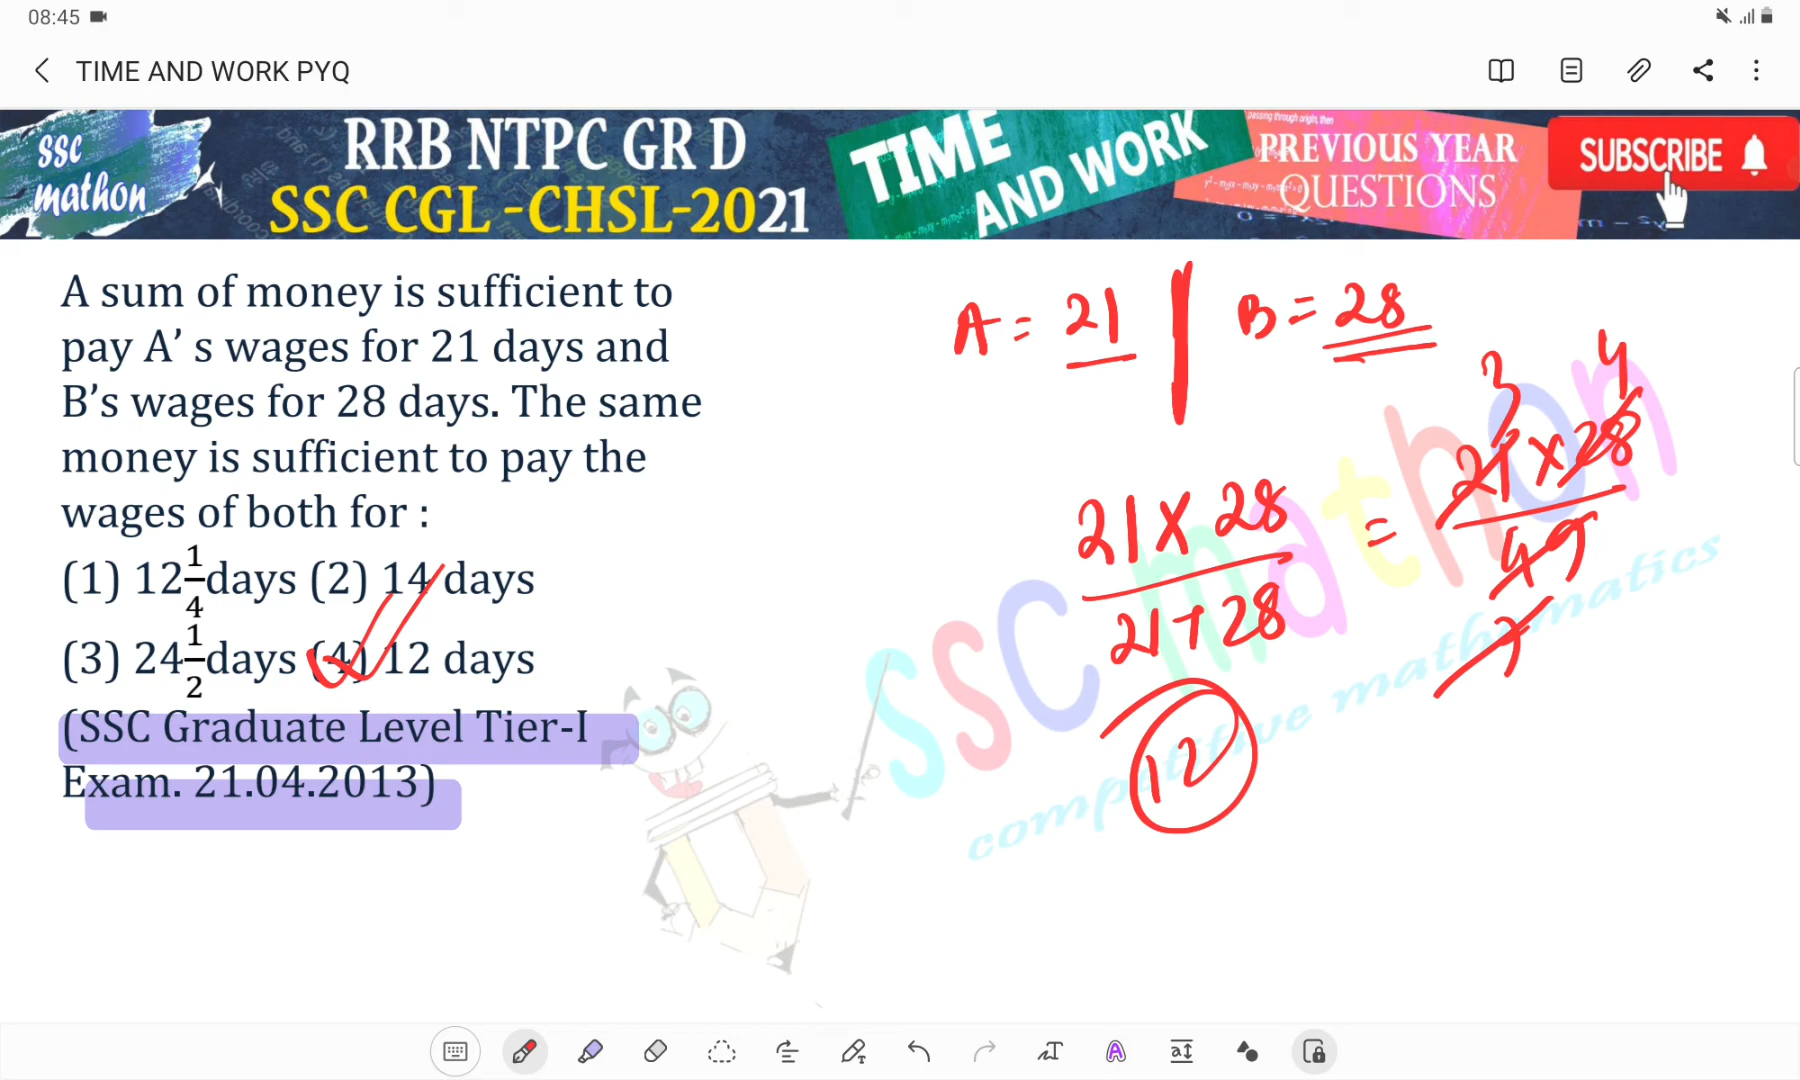 08:45
TIME AND WORK PYQ
SSC
mathon
RRB NTPC GR D
SSC CGL -CHSL-2021
TIME
AND WORK
passing through origin, then
PREVIOUS YEAR
QUESTIONS
SUBSCRIBE
A sum of money is sufficient to
pay A’ s wages for 21 days and
B’s wages for 28 days. The same
money is sufficient to pay the
wages of both for :
(1) 12 1/4 days (2) 14 days
(3) 24 1/2 days (4) 12 days
(SSC Graduate Level Tier-I
Exam. 21.04.2013)
A = 21 | B = 28
3 4
21 × 28 / 21 + 28 = 21 × 28 / 49
7
12
SSC mathon
competitive mathematics